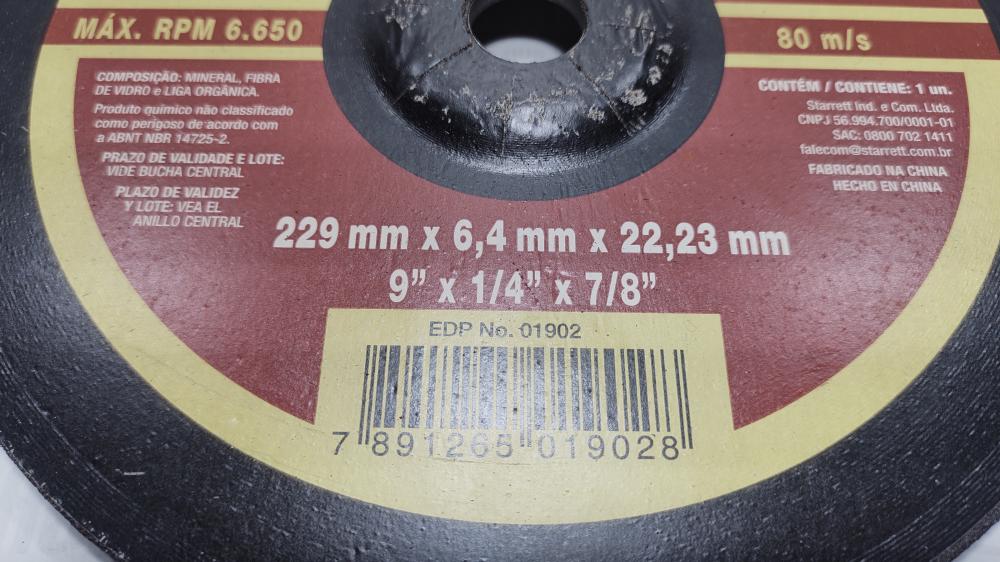 MÁX. RPM 6.650
80 m/s
COMPOSIÇÃO: MINERAL, FIBRA
DE VIDRO e LIGA ORGÂNICA.
Produto químico não classificado
como perigoso de acordo com
a ABNT NBR 14725-2.
PRAZO DE VALIDADE E LOTE:
VIDE BUCHA CENTRAL
PLAZO DE VALIDEZ
Y LOTE: VEA EL
ANILLO CENTRAL
CONTÉM / CONTIENE: 1 un.
Starrett Ind. e Com. Ltda.
CNPJ 56.994.700/0001-01
SAC: 0800 702 1411
falecom@starrett.com.br
FABRICADO NA CHINA
HECHO EN CHINA
229 mm x 6,4 mm x 22,23 mm
9” x 1/4” x 7/8”
EDP No. 01902
7 891265 019028